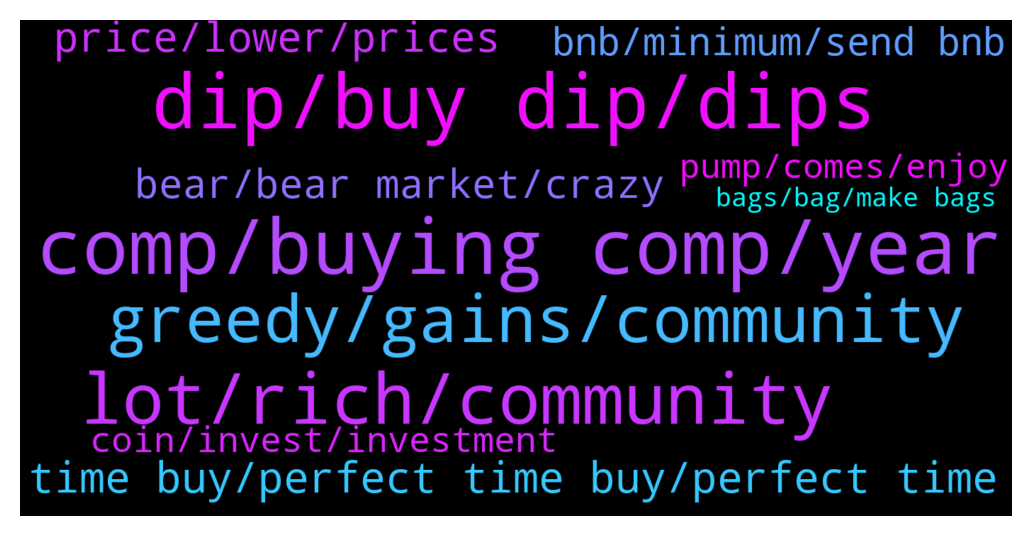 price/lower/prices
bnb/minimum/send bnb
dip/buy dip/dips
bear/bear market/crazy
pump/comes/enjoy
bags/bag/make bags
comp/buying comp/year
greedy/gains/community
lot/rich/community
coin/invest/investment
time buy/perfect time buy/perfect time